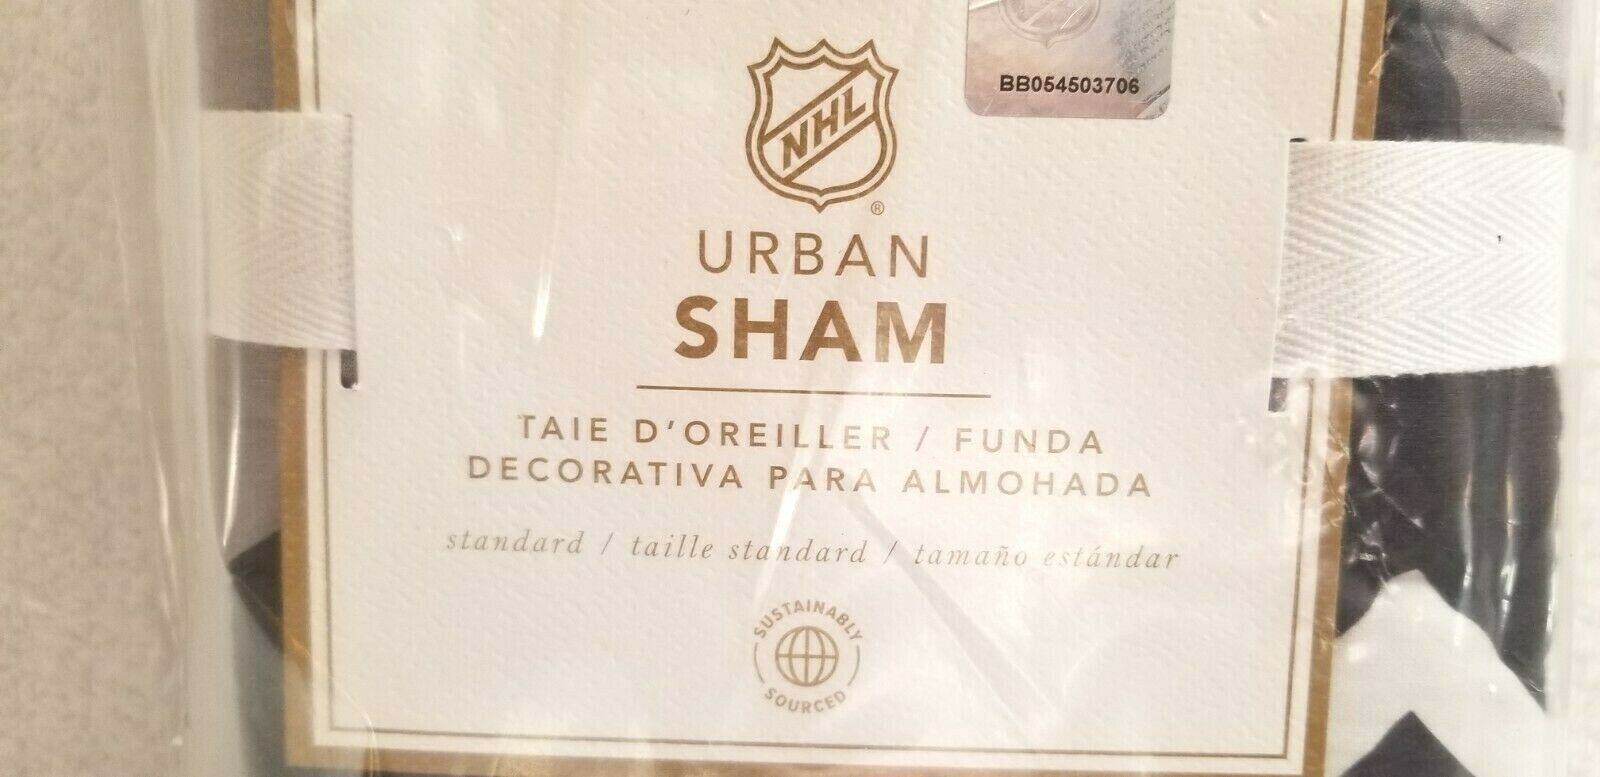 BB054503706
NHL
®
URBAN
SHAM
TAIE D'OREILLER / FUNDA
DECORATIVA PARA ALMOHADA
standard / taille standard / tamaño estándar
SUSTAINABLY
SOURCED